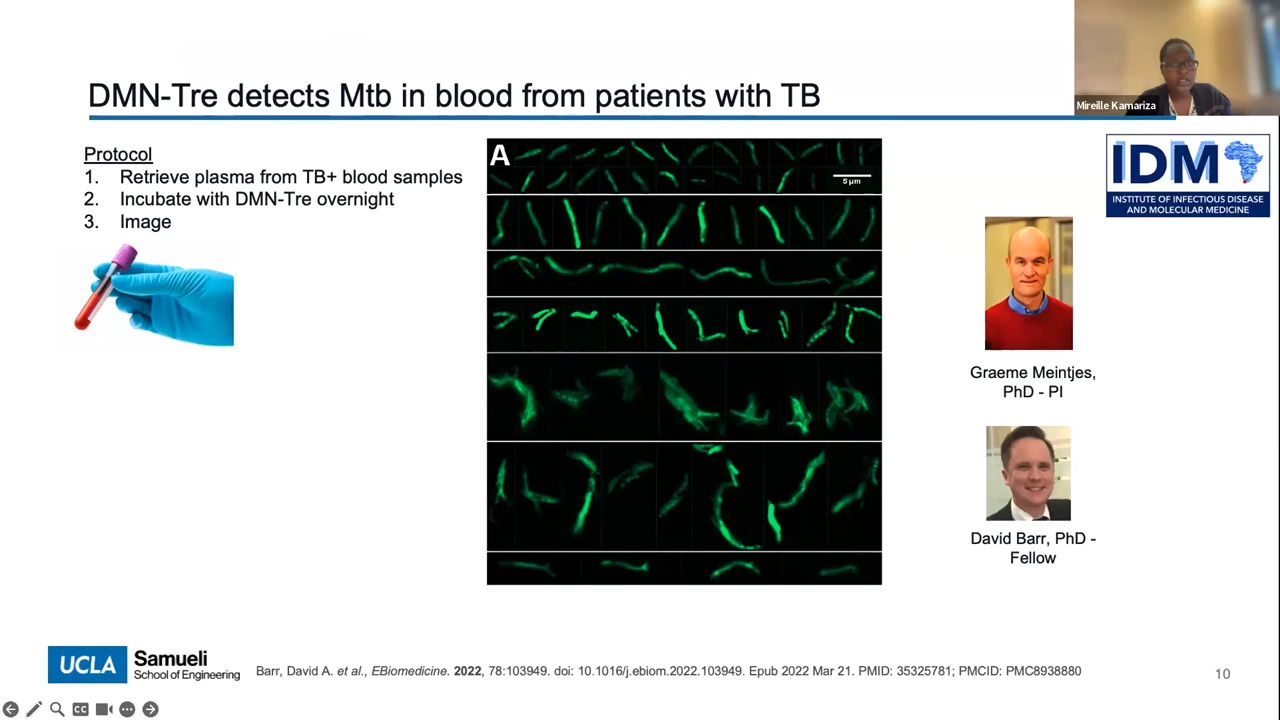 DMN-Tre detects Mtb in blood from patients with TB
Mireille Kamariza
Protocol
1. Retrieve plasma from TB+ blood samples
2. Incubate with DMN-Tre overnight
3. Image
A
5 µm
IDM
INSTITUTE OF INFECTIOUS DISEASE
AND MOLECULAR MEDICINE
Graeme Meintjes,
PhD - PI
David Barr, PhD -
Fellow
UCLA Samueli
School of Engineering
Barr, David A. et al., EBiomedicine. 2022, 78:103949. doi: 10.1016/j.ebiom.2022.103949. Epub 2022 Mar 21. PMID: 35325781; PMCID: PMC8938880
10
CC